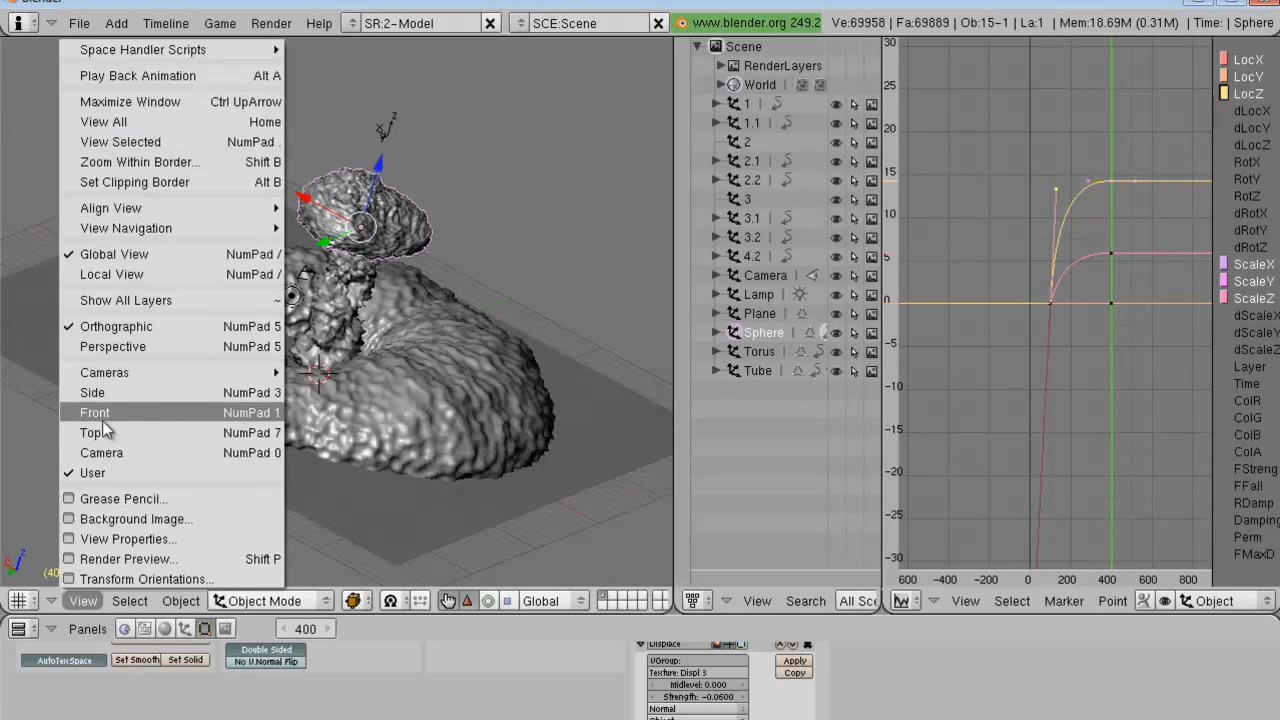 Blender
File Add Timeline Game Render Help SR:2-Model SCE:Scene www.blender.org 249.2 Ve:69958 | Fa:69889 | Ob:15-1 | La:1 | Mem:18.69M (0.31M) | Time: | Sphere
Space Handler Scripts
Play Back Animation Alt A
Maximize Window Ctrl UpArrow
View All Home
View Selected NumPad .
Zoom Within Border... Shift B
Set Clipping Border Alt B
Align View
View Navigation
Global View NumPad /
Local View NumPad /
Show All Layers ~
Orthographic NumPad 5
Perspective NumPad 5
Cameras
Side NumPad 3
Front NumPad 1
Top NumPad 7
Camera NumPad 0
User
Grease Pencil...
Background Image...
View Properties...
Render Preview... Shift P
Transform Orientations...
z
(40
Scene
RenderLayers
World
1
1.1
2
2.1
2.2
3
3.1
3.2
4.2
Camera
Lamp
Plane
Sphere
Torus
Tube
30
25
20
15
10
5
0
-5
-10
-15
-20
-25
-30
600 -400 -200 0 200 400 600 800
LocX
LocY
LocZ
dLocX
dLocY
dLocZ
RotX
RotY
RotZ
dRotX
dRotY
dRotZ
ScaleX
ScaleY
ScaleZ
dScaleX
dScaleY
dScaleZ
Layer
Time
ColR
ColG
ColB
ColA
FStreng
FFall
RDamp
Damping
Perm
FMaxD
View Select Object Object Mode Global View Search All Sce View Select Marker Point Object
Panels 400
AutoTexSpace Set Smooth Set Solid
Double Sided
No V.Normal Flip
Displace
VGroup:
Texture: Displ 3
Midlevel: 0.000
Strength: -0.0600
Normal
Object
Apply
Copy